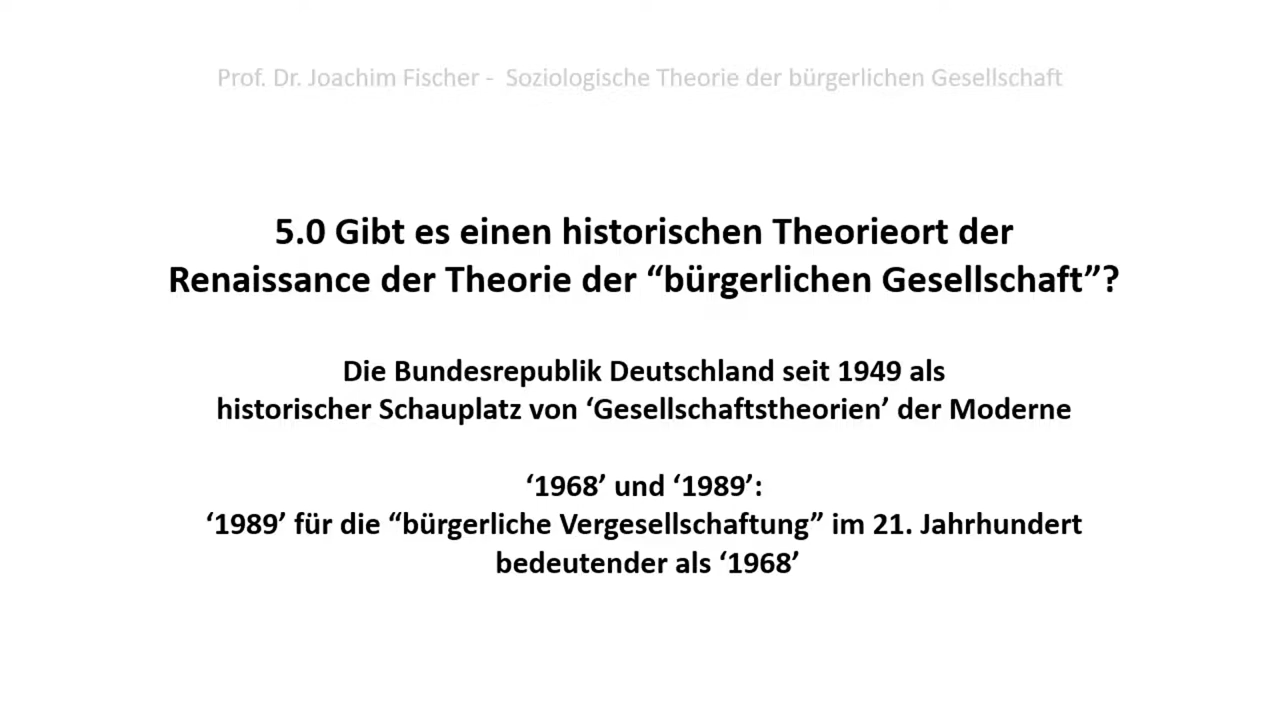 Prof. Dr. Joachim Fischer - Soziologische Theorie der bürgerlichen Gesellschaft
5.0 Gibt es einen historischen Theorieort der
Renaissance der Theorie der “bürgerlichen Gesellschaft”?
Die Bundesrepublik Deutschland seit 1949 als
historischer Schauplatz von ‘Gesellschaftstheorien’ der Moderne
‘1968’ und ‘1989’:
‘1989’ für die “bürgerliche Vergesellschaftung” im 21. Jahrhundert
bedeutender als ‘1968’